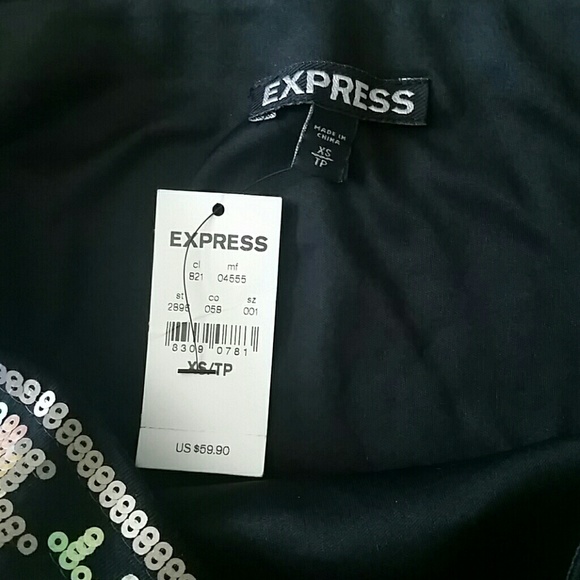 EXPRESS
MADE IN
CHINA
XS
TP
EXPRESS
cl mf
821 04555
st co sz
2895 058 001
8309 0781
XS/TP
US $59.90